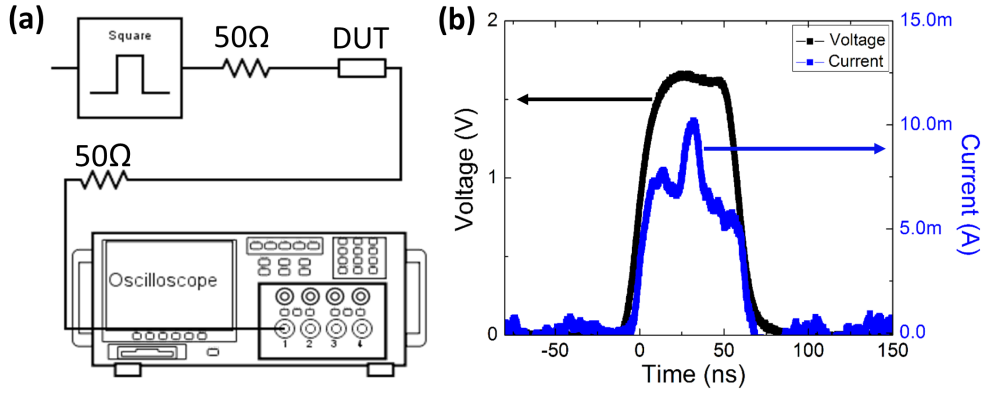 (a)
Square
50Ω
DUT
50Ω
Oscilloscope
1 2 3 4
(b)
Voltage
Current
2
1
0
Voltage (V)
15.0m
10.0m
5.0m
0.0
Current (A)
-50 0 50 100 150
Time (ns)